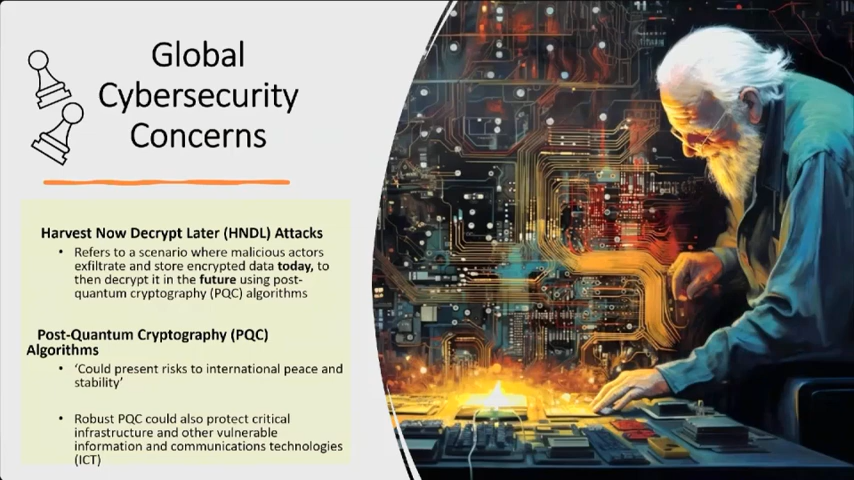 Global
Cybersecurity
Concerns
Harvest Now Decrypt Later (HNDL) Attacks
• Refers to a scenario where malicious actors
exfiltrate and store encrypted data today, to
then decrypt it in the future using post-
quantum cryptography (PQC) algorithms
Post-Quantum Cryptography (PQC)
Algorithms
• ‘Could present risks to international peace and
stability’
• Robust PQC could also protect critical
infrastructure and other vulnerable
information and communications technologies
(ICT)